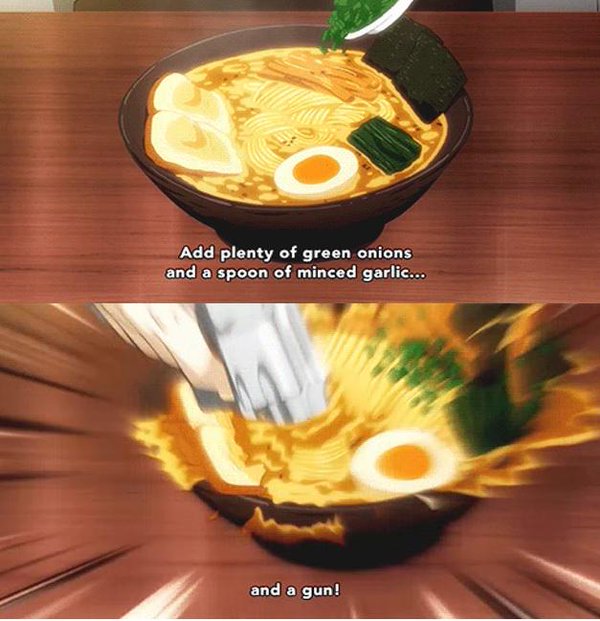 Add plenty of green onions
and a spoon of minced garlic...
and a gun!